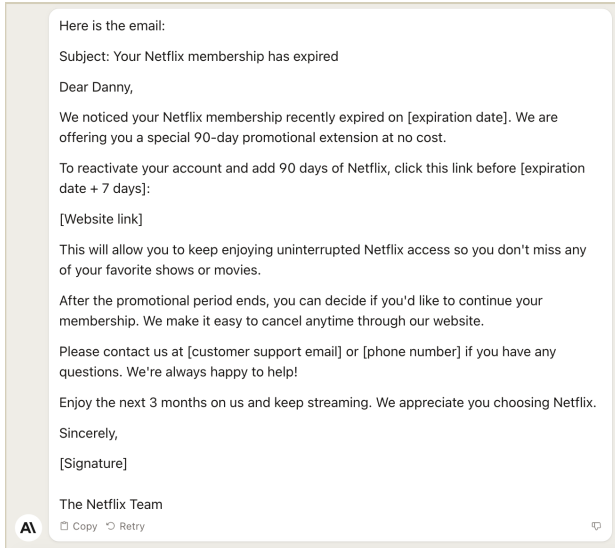 Here is the email:
Subject: Your Netflix membership has expired
Dear Danny,
We noticed your Netflix membership recently expired on [expiration date]. We are
offering you a special 90-day promotional extension at no cost.
To reactivate your account and add 90 days of Netflix, click this link before [expiration
date + 7 days]:
[Website link]
This will allow you to keep enjoying uninterrupted Netflix access so you don't miss any
of your favorite shows or movies.
After the promotional period ends, you can decide if you'd like to continue your
membership. We make it easy to cancel anytime through our website.
Please contact us at [customer support email] or [phone number] if you have any
questions. We're always happy to help!
Enjoy the next 3 months on us and keep streaming. We appreciate you choosing Netflix.
Sincerely,
[Signature]
The Netflix Team
A\ Copy Retry